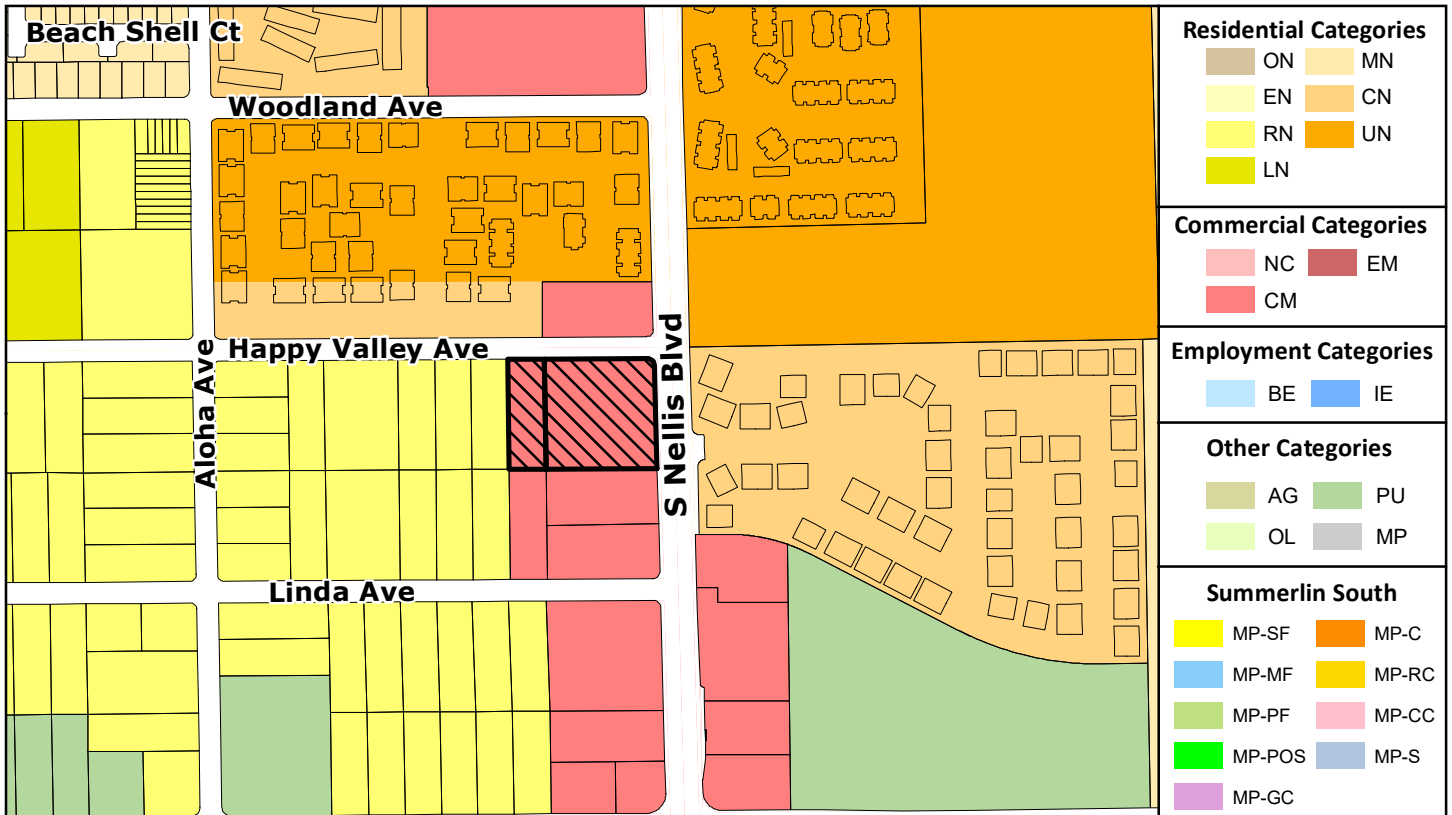 Beach Shell Ct
Woodland Ave
Happy Valley Ave
Aloha Ave
S Nellis Blvd
Linda Ave
Residential Categories
ON MN
EN CN
RN UN
LN
Commercial Categories
NC EM
CM
Employment Categories
BE IE
Other Categories
AG PU
OL MP
Summerlin South
MP-SF MP-C
MP-MF MP-RC
MP-PF MP-CC
MP-POS MP-S
MP-GC